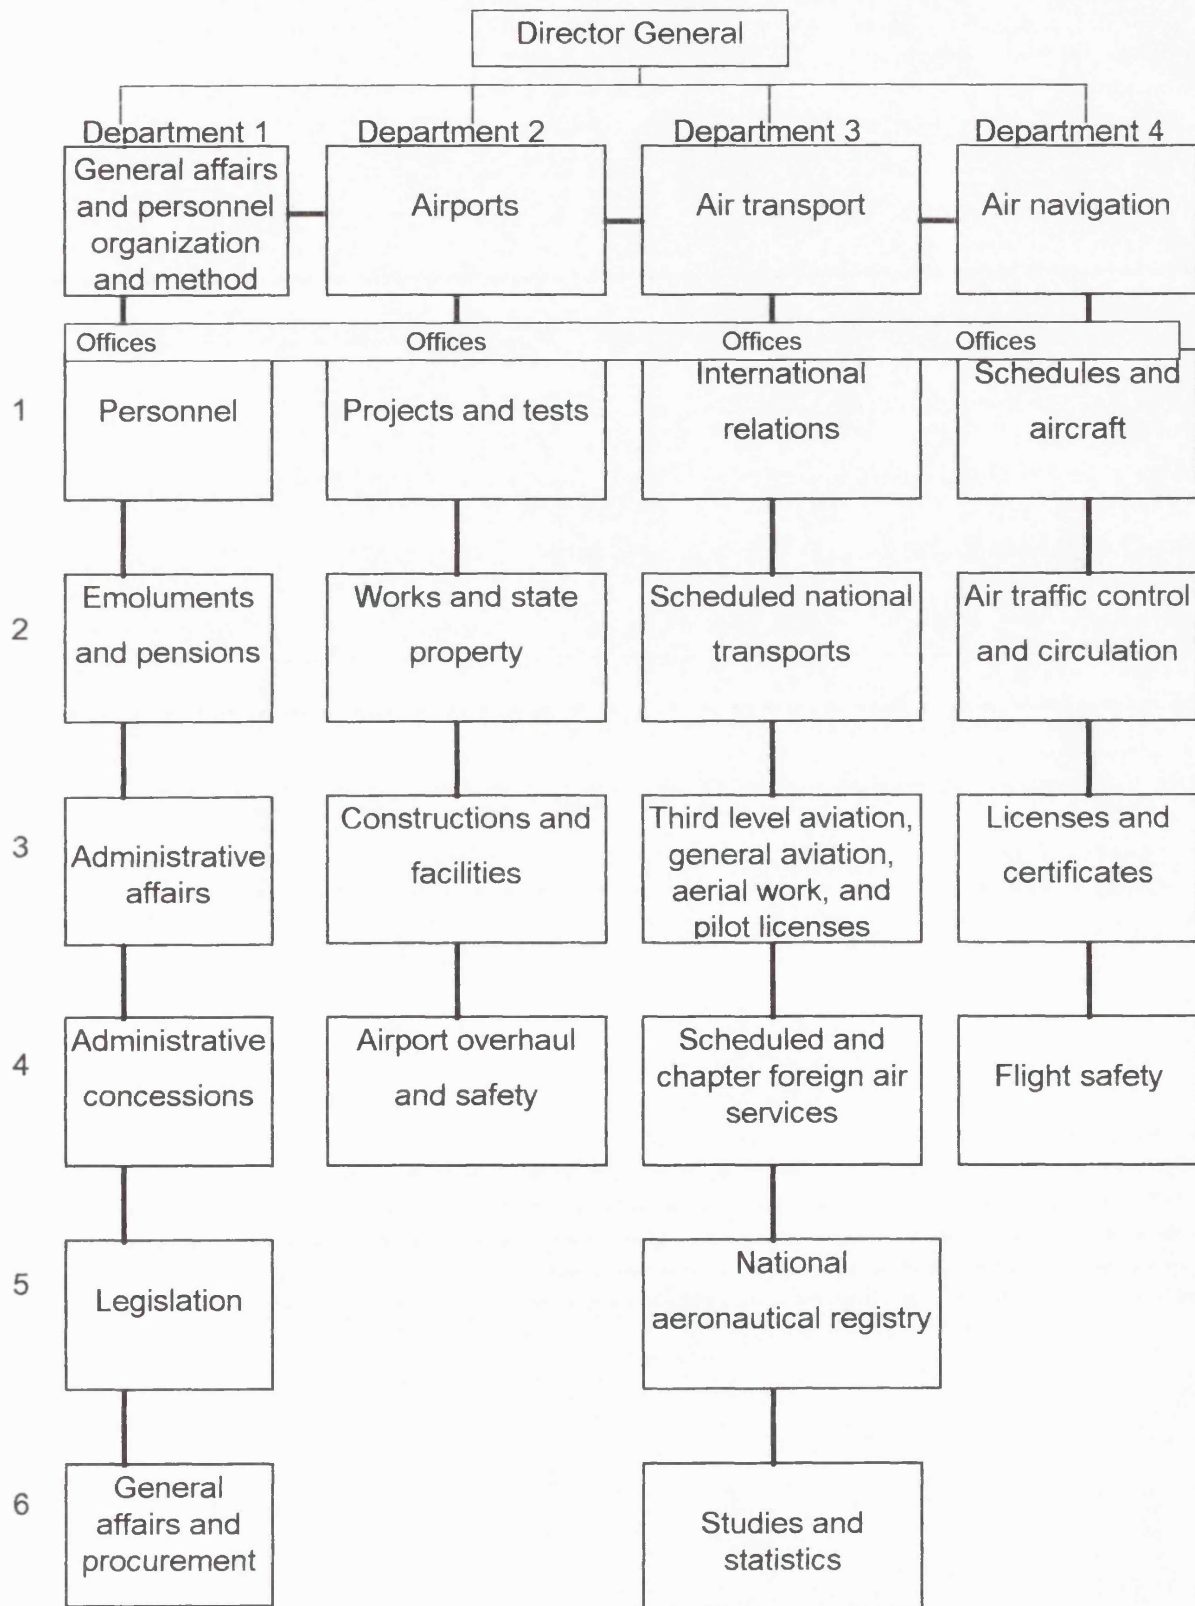 Director General
Department 1
Department 2
Department 3
Department 4
General affairs
and personnel
organization
and method
Airports
Air transport
Air navigation
Offices
Offices
Offices
Offices
1
Personnel
Projects and tests
International
relations
Schedules and
aircraft
2
Emoluments
and pensions
Works and state
property
Scheduled national
transports
Air traffic control
and circulation
3
Administrative
affairs
Constructions and
facilities
Third level aviation,
general aviation,
aerial work, and
pilot licenses
Licenses and
certificates
4
Administrative
concessions
Airport overhaul
and safety
Scheduled and
chapter foreign air
services
Flight safety
5
Legislation
National
aeronautical registry
6
General
affairs and
procurement
Studies and
statistics